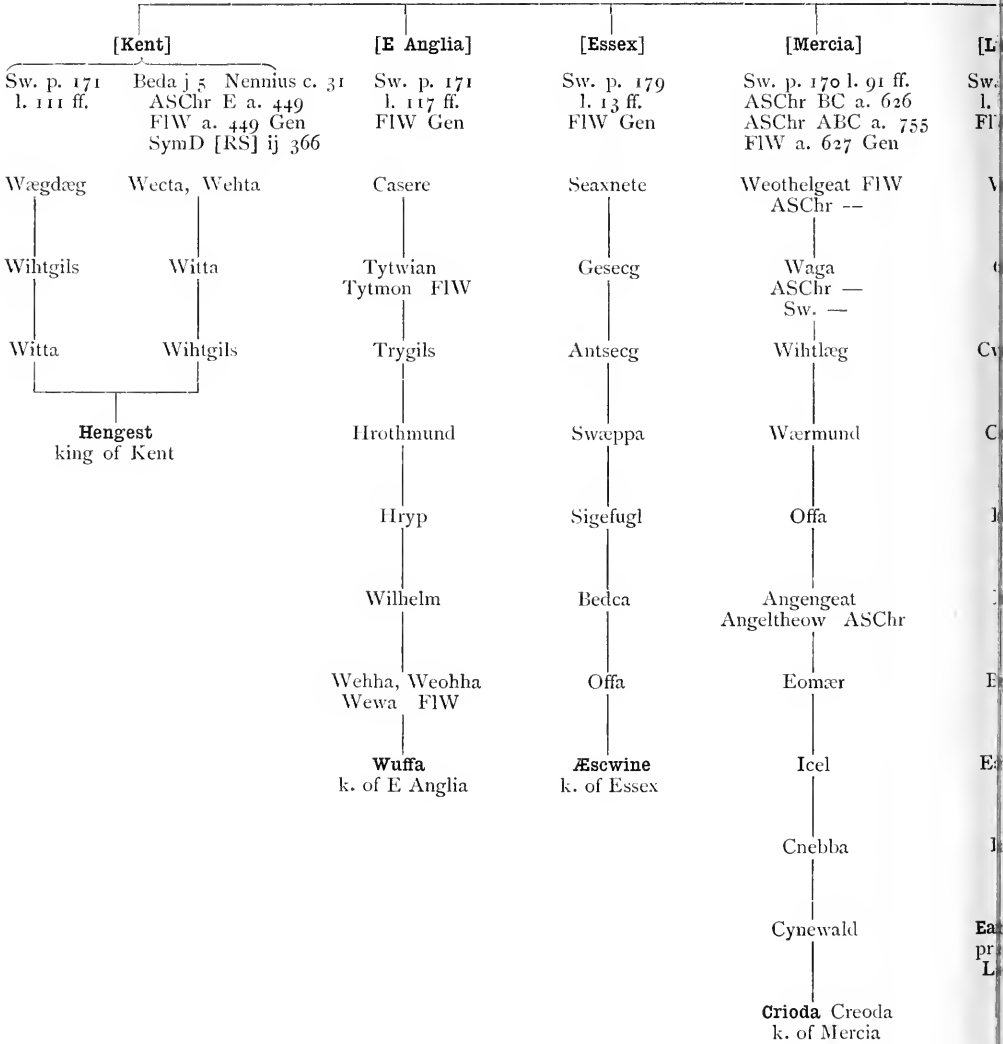 [Kent] [E Anglia] [Essex] [Mercia] [L
Sw. p. 171 Beda j 5 Nennius c. 31 Sw. p. 171 Sw. p. 179 Sw. p. 170 l. 91 ff. Sw.
l. 111 ff. ASChr E a. 449 l. 117 ff. l. 13 ff. ASChr BC a. 626 l.
FlW a. 449 Gen FlW Gen FlW Gen ASChr ABC a. 755 Fl
SymD [RS] ij 366 FlW a. 627 Gen
Wægdæg Wecta, Wehta Casere Seaxnete Weothelgeat FlW
ASChr --
Wihtgils Witta Tytwian Gesecg Waga
Tytmon FlW ASChr —
Sw. —
Witta Wihtgils Trygils Antsecg Wihtlæg
Hengest Hrothmund Swæppa Wærmund C
king of Kent
Hryp Sigefugl Offa
Wilhelm Bedca Angengeat
Angeltheow ASChr
Wehha, Weohha Offa Eomær
Wewa FlW
Wuffa Æscwine Icel
k. of E Anglia k. of Essex
Cnebba
Cynewald Ea
pr
L
Crioda Creoda
k. of Mercia